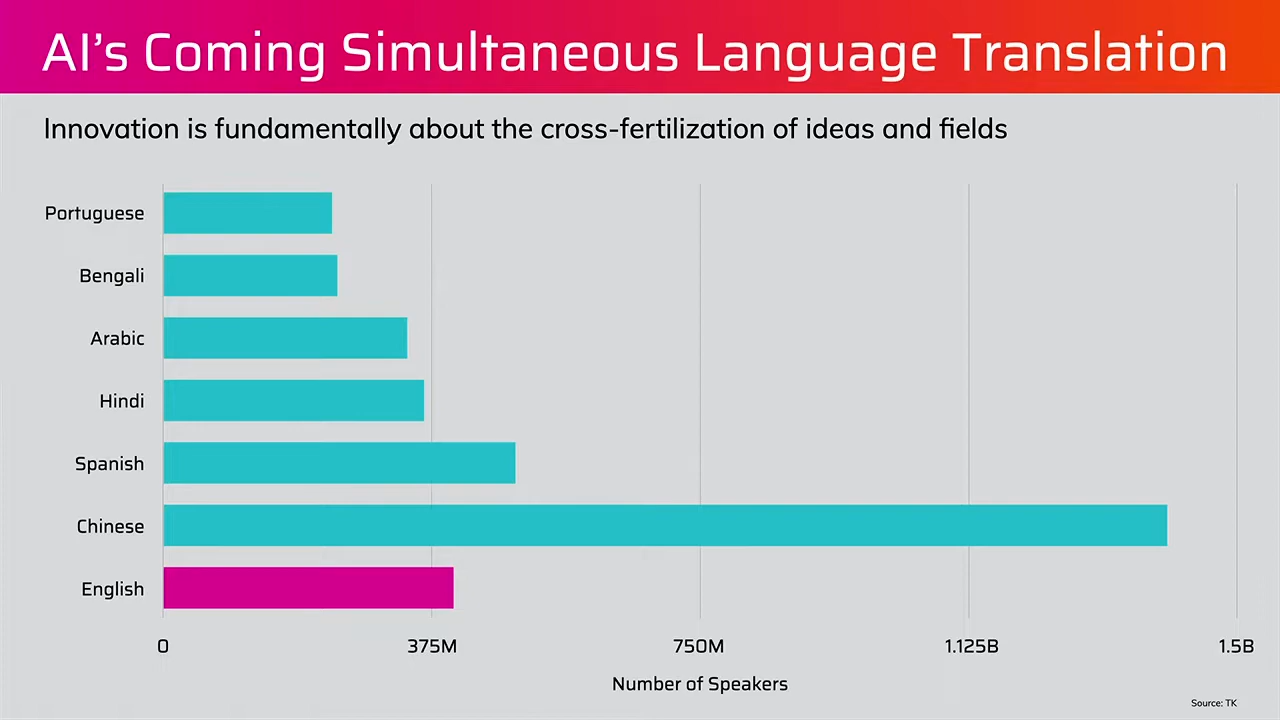 AI's Coming Simultaneous Language Translation
Innovation is fundamentally about the cross-fertilization of ideas and fields
Portuguese
Bengali
Arabic
Hindi
Spanish
Chinese
English
0 375M 750M 1.125B 1.5B
Number of Speakers
Source: TK